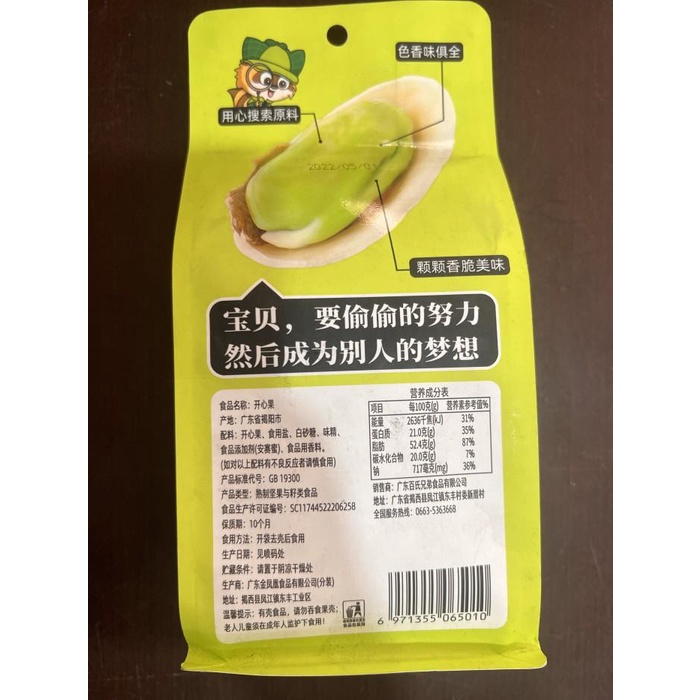 色香味俱全
用心搜索原料
2022/05/01
颗颗香脆美味
宝贝，要偷偷的努力
然后成为别人的梦想
食品名称：开心果
产地：广东省揭阳市
配料：开心果、食用盐、白砂糖、味精、
食品添加剂(安赛蜜)、食品用香料。
(如对以上配料有不良反应者请慎食用)
产品标准代号：GB 19300
产品类型：熟制坚果与籽类食品
食品生产许可证编号：SC11744522206258
保质期：10个月
食用方法：开袋去壳后食用
生产日期：见喷码处
贮藏条件：请置于阴凉干燥处
生产商：广东金凤凰食品有限公司(分装)
地址：揭西县凤江镇东丰工业区
温馨提示：有壳食品，请勿吞食果壳；
老人儿童须在成年人监护下食用！
营养成分表
项目 每100克(g) 营养素参考值%
能量 2636千焦(kJ) 31%
蛋白质 21.0克(g) 35%
脂肪 52.4克(g) 87%
碳水化合物 20.0克(g) 7%
钠 717毫克(mg) 36%
销售商：广东百氏兄弟食品有限公司
地址：广东省揭西县凤江镇东丰村委新厝村
全国服务热线：0663-5363668
6 971355 065010